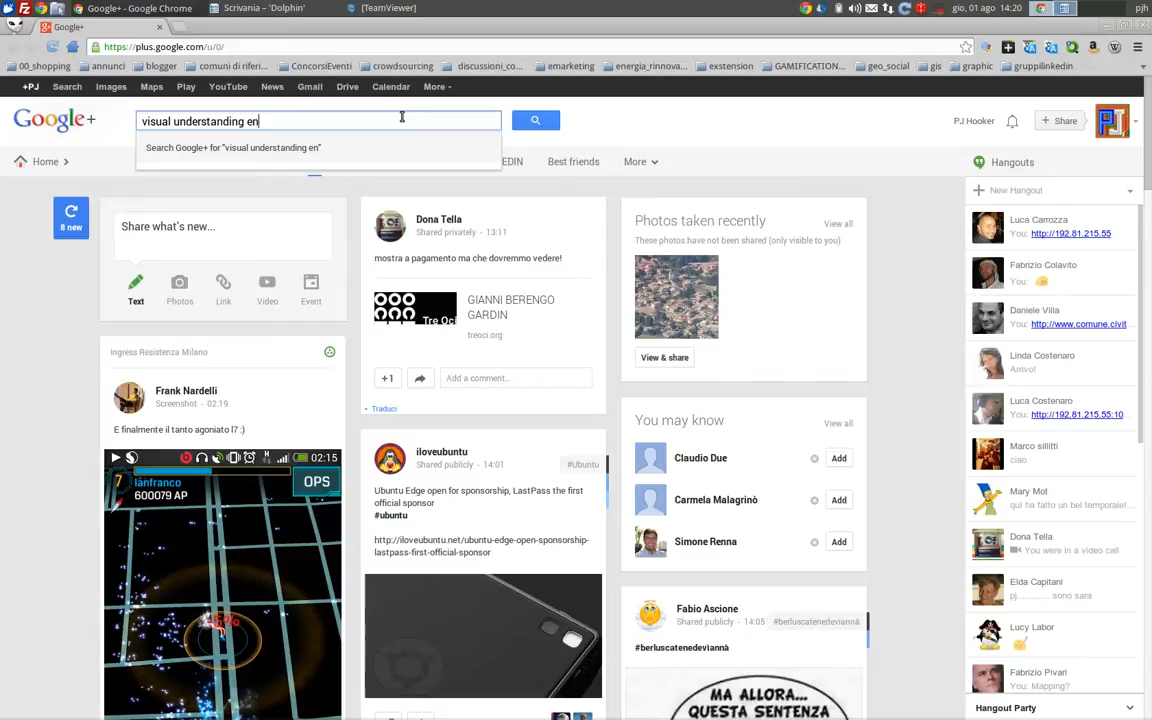 Google+ - Google Chrome
Scrivania – 'Dolphin'
[TeamViewer]
gio, 01 ago 14:20
pjh
Google+
https://plus.google.com/u/0/
00_shopping
annunci
blogger
comuni di riferi...
ConcorsiEventi
crowdsourcing
discussioni_co...
emarketing
energia_rinnova...
exstension
GAMIFICATION...
geo_social
gis
graphic
gruppilinkedin
+PJ Search Images Maps Play YouTube News Gmail Drive Calendar More
Google+
visual understanding en
PJ Hooker
+ Share
Search Google+ for "visual understanding en"
Home
EDIN
Best friends
More
Hangouts
8 new
Share what's new...
Text
Photos
Link
Video
Event
Ingress Resistenza Milano
Frank Nardelli
Screenshot - 02:19
E finalmente il tanto agoniato l7 :)
02:15
7
lànfranco
600079 AP
OPS
-5%
Dona Tella
Shared privately - 13:11
mostra a pagamento ma che dovremmo vedere!
Tre Oci
GIANNI BERENGO
GARDIN
treoci.org
+1
Add a comment...
Traduci
iloveubuntu
Shared publicly - 14:01
#Ubuntu
Ubuntu Edge open for sponsorship, LastPass the first
official sponsor
#ubuntu
http://iloveubuntu.net/ubuntu-edge-open-sponsorship-
lastpass-first-official-sponsor
Photos taken recently
View all
These photos have not been shared (only visible to you)
View & share
You may know
View all
Claudio Due
Add
Carmela Malagrinò
Add
Simone Renna
Add
Fabio Ascione
Shared publicly - 14:05
#berluscatenedeviannà
#berluscatenedeviannà
MA ALLORA...
QUESTA SENTENZA
New Hangout
Luca Carrozza
You: http://192.81.215.55
Fabrizio Colavito
You:
Daniele Villa
You: http://www.comune.civit...
Linda Costenaro
Arrivo!
Luca Costenaro
You: http://192.81.215.55:10...
Marco sillitti
ciao
Mary Mot
qui ha fatto un bel temporale!...
Dona Tella
You were in a video call
Elda Capitani
pj............ sono sara
Lucy Labor
Fabrizio Pivari
You: Mapping?
Hangout Party